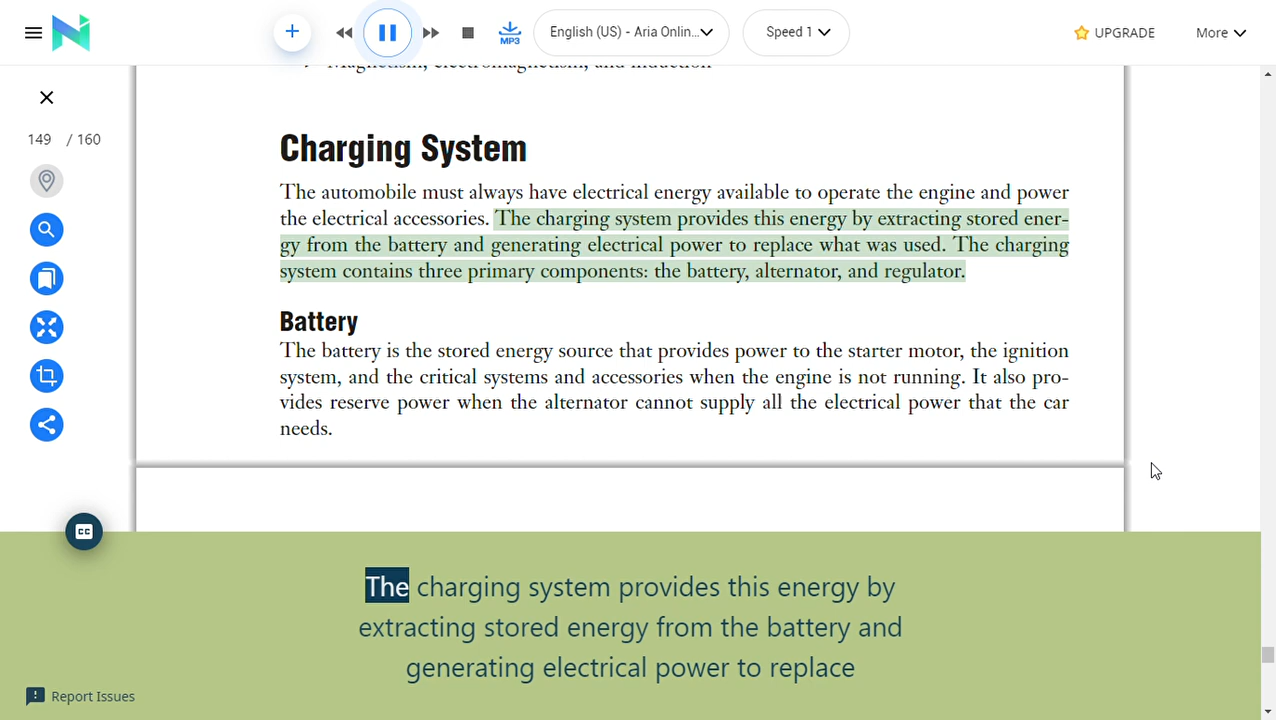 MP3
English (US) - Aria Onlin...
Speed 1
UPGRADE
More
149 / 160
Magnetism, electromagnetism, and induction
Charging System
The automobile must always have electrical energy available to operate the engine and power
the electrical accessories. The charging system provides this energy by extracting stored ener-
gy from the battery and generating electrical power to replace what was used. The charging
system contains three primary components: the battery, alternator, and regulator.
Battery
The battery is the stored energy source that provides power to the starter motor, the ignition
system, and the critical systems and accessories when the engine is not running. It also pro-
vides reserve power when the alternator cannot supply all the electrical power that the car
needs.
CC
The charging system provides this energy by
extracting stored energy from the battery and
generating electrical power to replace
Report Issues